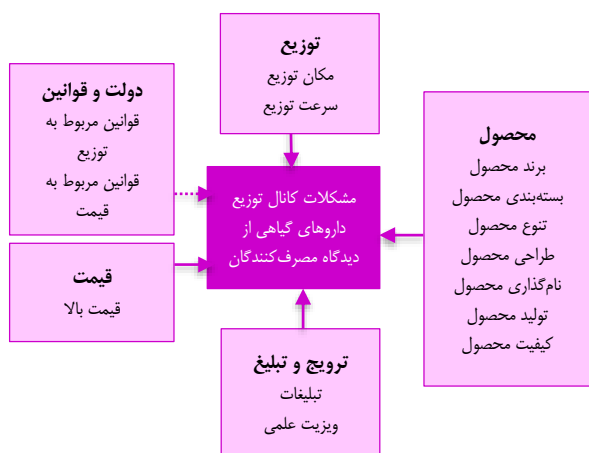 توزیع
مکان توزیع
سرعت توزیع
دولت و قوانین
قوانین مربوط به
توزیع
قوانین مربوط به
قیمت
محصول
برند محصول
بسته‌بندی محصول
تنوع محصول
طراحی محصول
نام‌گذاری محصول
تولید محصول
کیفیت محصول
مشکلات کانال توزیع
داروهای گیاهی از
دیدگاه مصرف‌کنندگان
قیمت
قیمت بالا
ترویج و تبلیغ
تبلیغات
ویزیت علمی